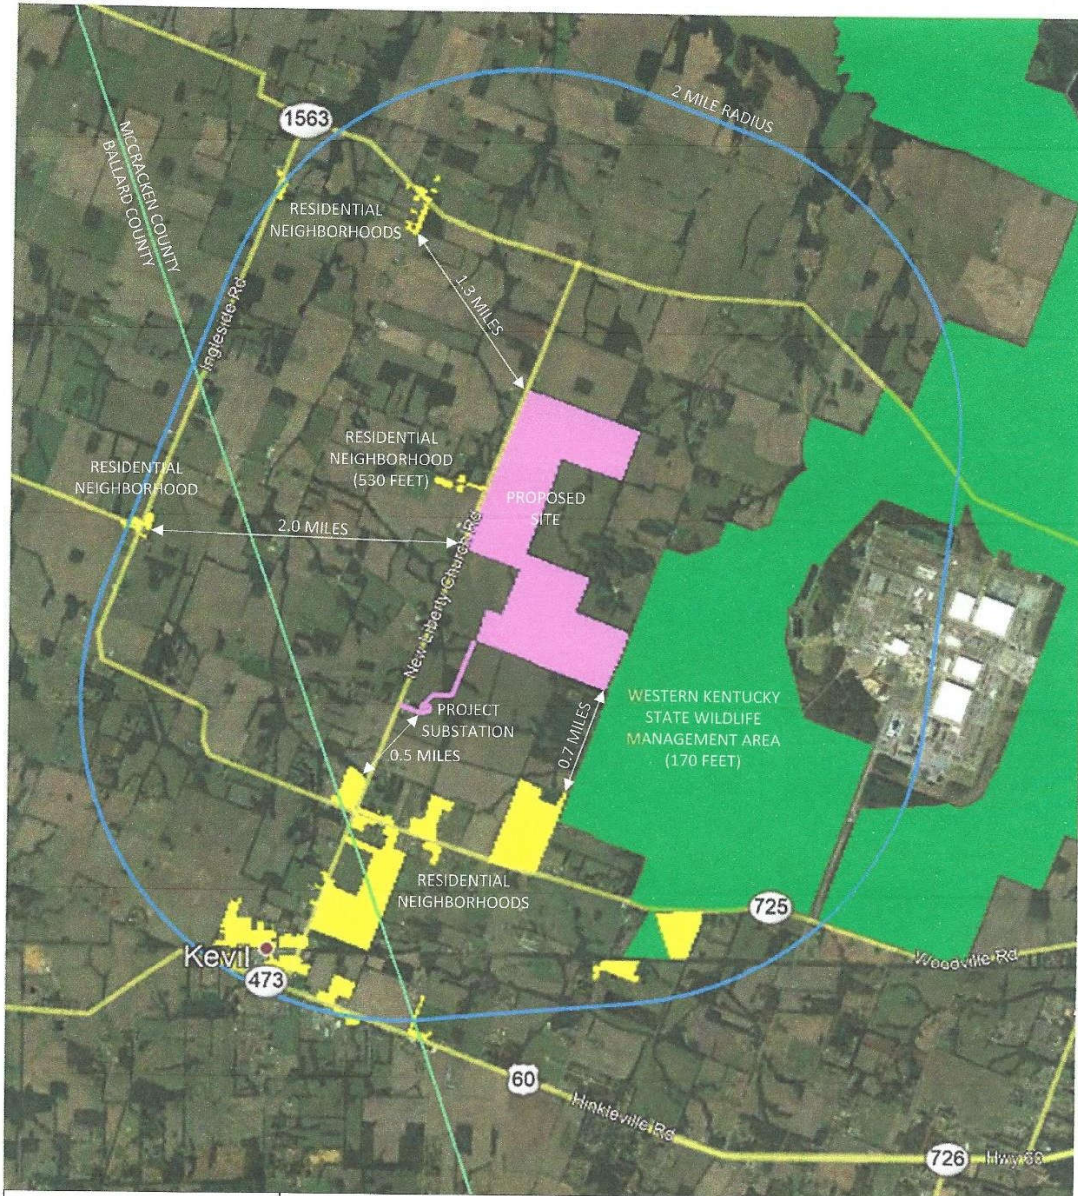 2 MILE RADIUS
1563
MCCRACKEN COUNTY
BALLARD COUNTY
RESIDENTIAL
NEIGHBORHOODS
1.3 MILES
Ingleside Rd
RESIDENTIAL
NEIGHBORHOOD
(530 FEET)
RESIDENTIAL
NEIGHBORHOOD
PROPOSED
SITE
2.0 MILES
New Liberty Church Rd
WESTERN KENTUCKY
STATE WILDLIFE
MANAGEMENT AREA
(170 FEET)
PROJECT
SUBSTATION
0.7 MILES
0.5 MILES
RESIDENTIAL
NEIGHBORHOODS
725
Woodville Rd
Kevil
473
60
Hinkleville Rd
726
Hwy 60